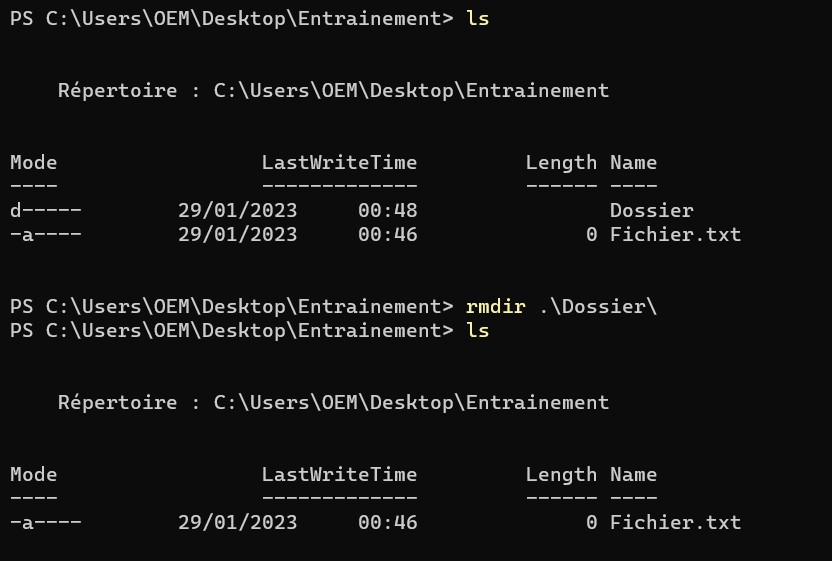 PS C:\Users\OEM\Desktop\Entrainement> ls
Répertoire : C:\Users\OEM\Desktop\Entrainement
Mode                 LastWriteTime         Length Name
----                 -------------         ------ ----
d-----        29/01/2023     00:48                Dossier
-a----        29/01/2023     00:46              0 Fichier.txt
PS C:\Users\OEM\Desktop\Entrainement> rmdir .\Dossier\
PS C:\Users\OEM\Desktop\Entrainement> ls
Répertoire : C:\Users\OEM\Desktop\Entrainement
Mode                 LastWriteTime         Length Name
----                 -------------         ------ ----
-a----        29/01/2023     00:46              0 Fichier.txt